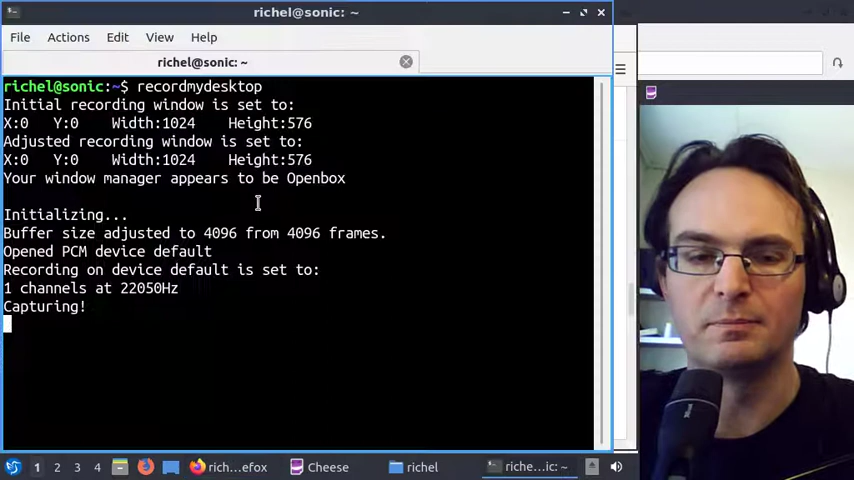 richel@sonic: ~
File Actions Edit View Help
richel@sonic: ~
richel@sonic:~$ recordmydesktop
Initial recording window is set to:
X:0 Y:0 Width:1024 Height:576
Adjusted recording window is set to:
X:0 Y:0 Width:1024 Height:576
Your window manager appears to be Openbox
Initializing...
Buffer size adjusted to 4096 from 4096 frames.
Opened PCM device default
Recording on device default is set to:
1 channels at 22050Hz
Capturing!
1 2 3 4 rich...efox Cheese richel riche...ic: ~